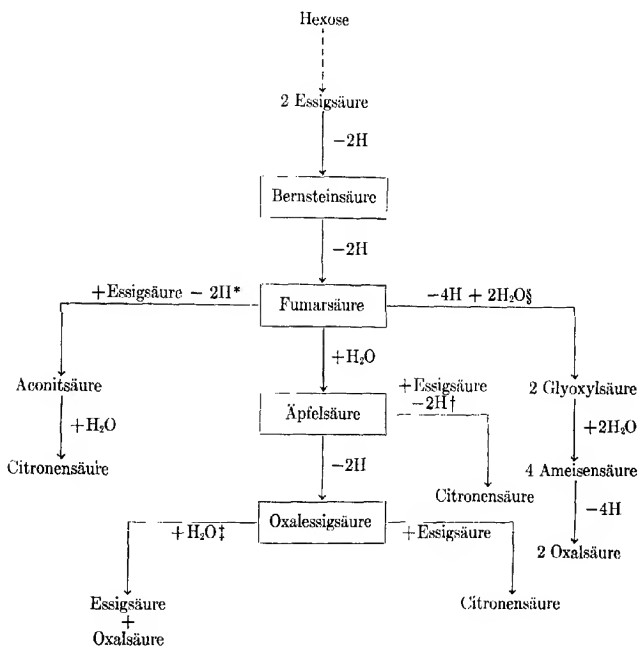 Hexose
2 Essigsäure
−2H
Bernsteinsäure
−2H
+Essigsäure − 2H*
Fumarsäure
−4H + 2H₂O§
+H₂O
Aconitsäure
+Essigsäure
−2H†
2 Glyoxylsäure
+H₂O
Äpfelsäure
+2H₂O
Citronensäure
−2H
Citronensäure
4 Ameisensäure
−4H
+H₂O‡
Oxalessigsäure
+Essigsäure
2 Oxalsäure
Essigsäure
+
Oxalsäure
Citronensäure